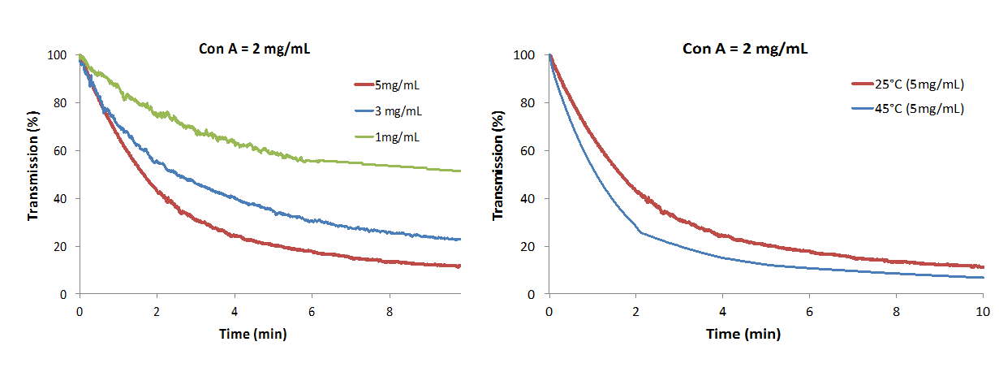 Con A = 2 mg/mL
100
80
60
40
20
0
Transmission (%)
5mg/mL
3 mg/mL
1mg/mL
0
2
4
6
8
Time (min)
Con A = 2 mg/mL
100
80
60
40
20
0
Transmission (%)
25°C (5mg/mL)
45°C (5mg/mL)
0
2
4
6
8
10
Time (min)